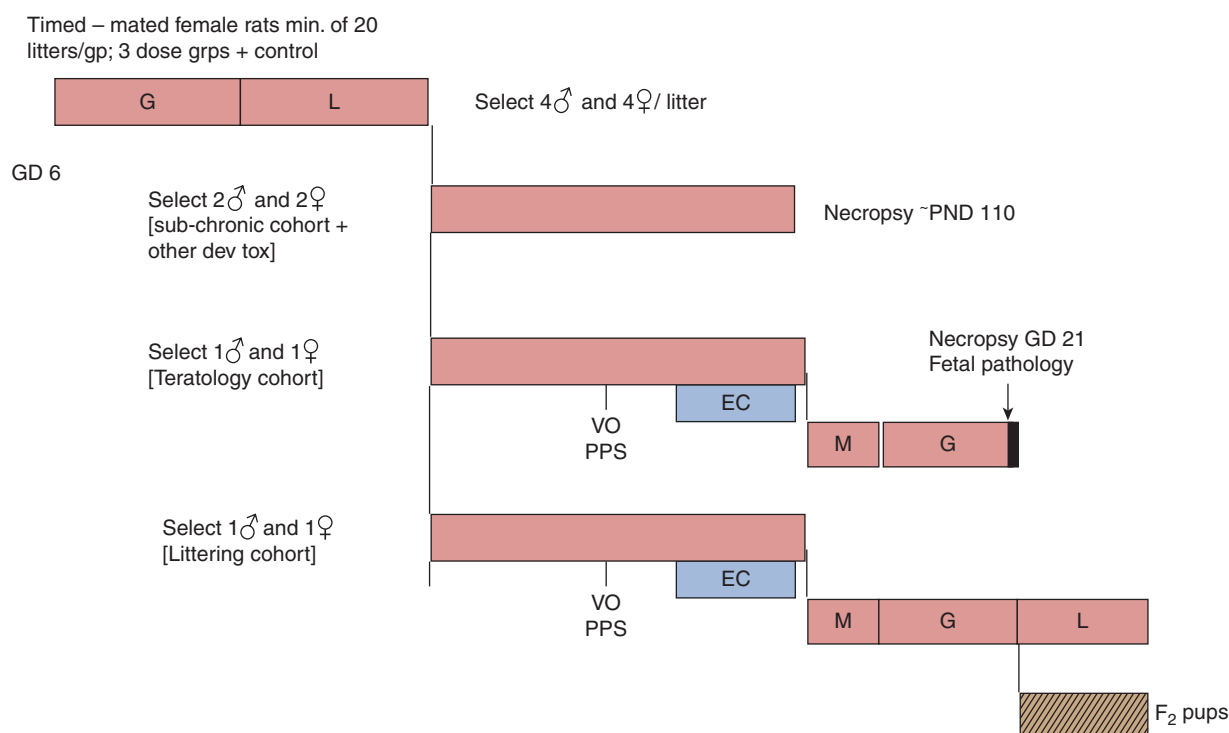 Timed – mated female rats min. of 20
litters/gp; 3 dose grps + control
G
L
Select 4♂ and 4♀/ litter
GD 6
Select 2♂ and 2♀
[sub-chronic cohort +
other dev tox]
Necropsy ~PND 110
Select 1♂ and 1♀
[Teratology cohort]
Necropsy GD 21
Fetal pathology
EC
VO
PPS
M
G
Select 1♂ and 1♀
[Littering cohort]
EC
VO
PPS
M
G
L
F₂ pups